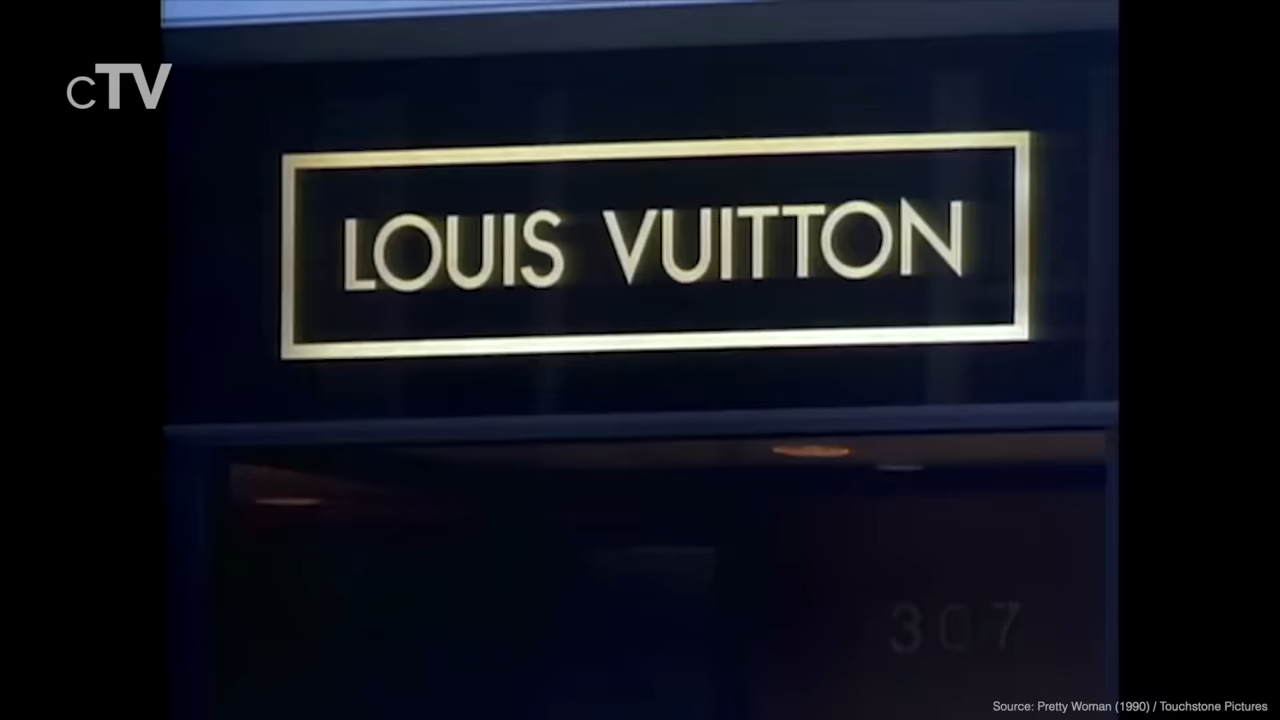 cTV
LOUIS VUITTON
307
Source: Pretty Woman (1990) / Touchstone Pictures